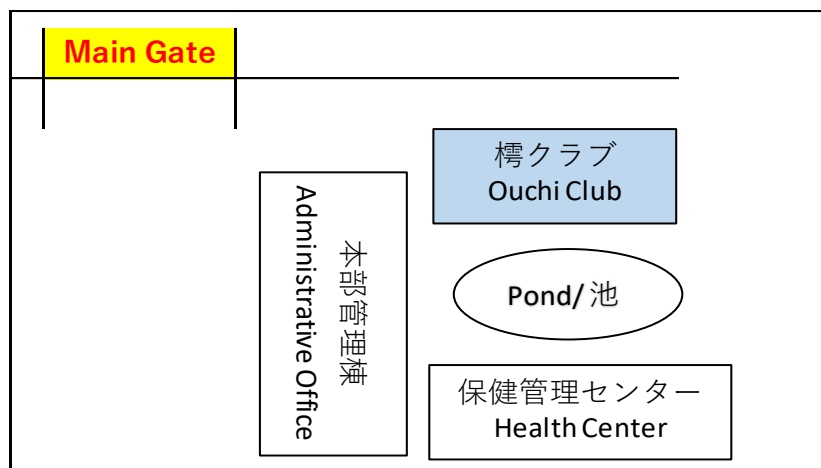 Main Gate
樗クラブ
Ouchi Club
本部管理棟
Administrative Office
Pond/ 池
保健管理センター
Health Center